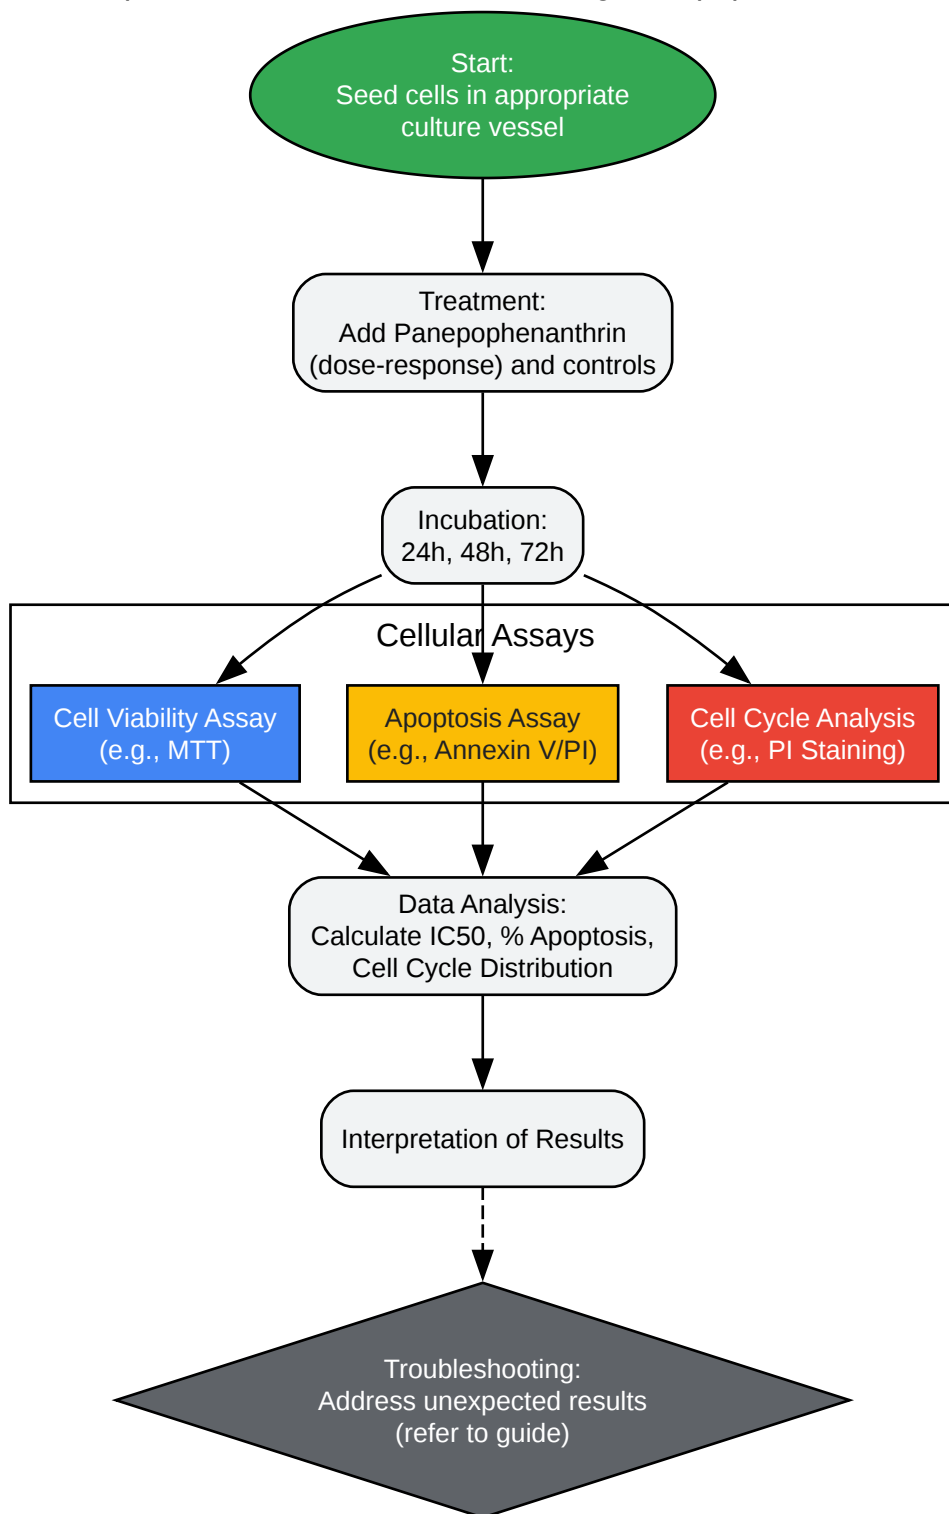 Start:
Seed cells in appropriate
culture vessel
Treatment:
Add Panepophenanthrin
(dose-response) and controls
Incubation:
24h, 48h, 72h
Cellular Assays
Cell Viability Assay
(e.g., MTT)
Apoptosis Assay
(e.g., Annexin V/PI)
Cell Cycle Analysis
(e.g., PI Staining)
Data Analysis:
Calculate IC50, % Apoptosis,
Cell Cycle Distribution
Interpretation of Results
Troubleshooting:
Address unexpected results
(refer to guide)